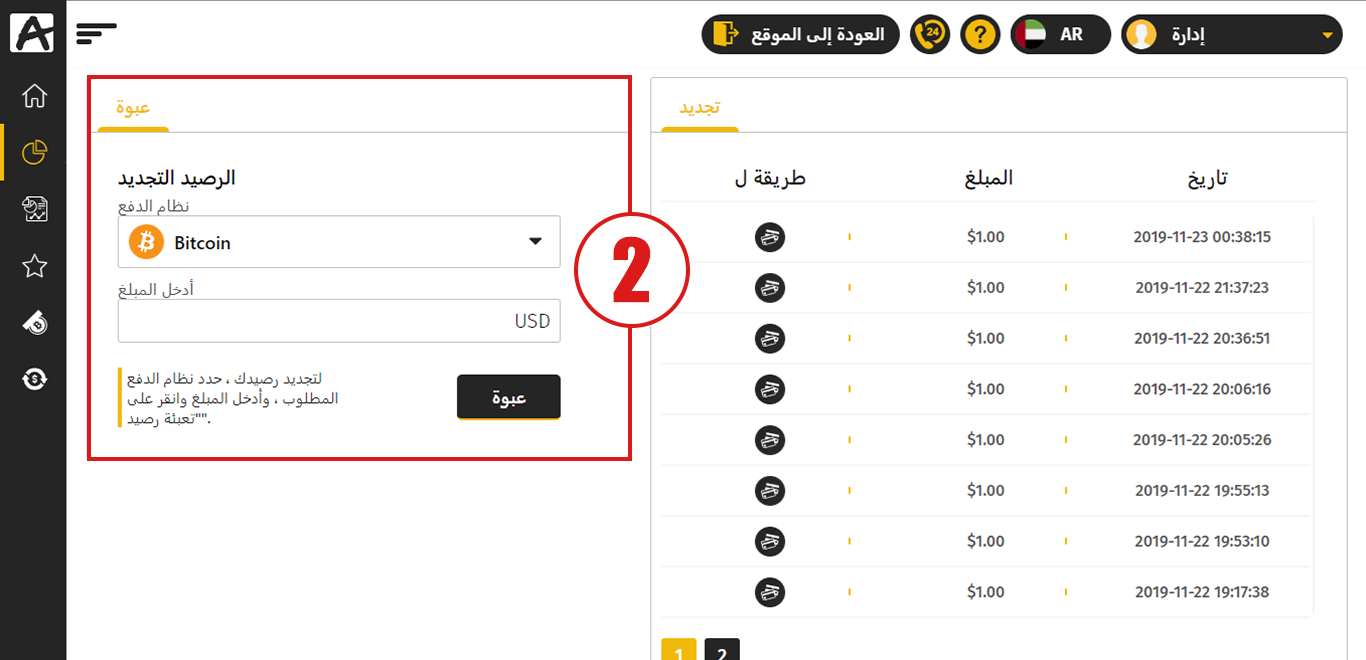 العودة إلى الموقع
24
?
AR
إدارة
عبوة
الرصيد التجديد
نظام الدفع
Bitcoin
أدخل المبلغ
USD
لتجديد رصيدك ، حدد نظام الدفع
المطلوب ، وأدخل المبلغ وانقر على
"تعبئة رصيد".
عبوة
2
تجديد
تاريخ المبلغ طريقة ل
2019-11-23 00:38:15 $1.00
2019-11-22 21:37:23 $1.00
2019-11-22 20:36:51 $1.00
2019-11-22 20:06:16 $1.00
2019-11-22 20:05:26 $1.00
2019-11-22 19:55:13 $1.00
2019-11-22 19:53:10 $1.00
2019-11-22 19:17:38 $1.00
1 2